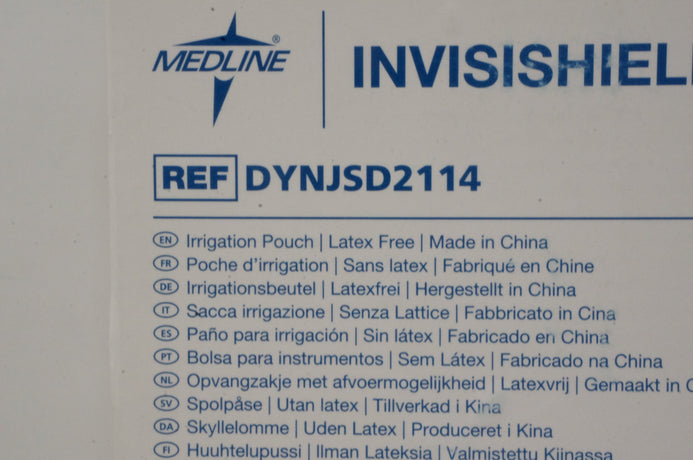 MEDLINE®
INVISISHIEL
REF DYNJSD2114
EN Irrigation Pouch | Latex Free | Made in China
FR Poche d'irrigation | Sans latex | Fabriqué en Chine
DE Irrigationsbeutel | Latexfrei | Hergestellt in China
IT Sacca irrigazione | Senza Lattice | Fabbricato in Cina
ES Paño para irrigación | Sin látex | Fabricado en China
PT Bolsa para instrumentos | Sem Látex | Fabricado na China
NL Opvangzakje met afvoermogelijkheid | Latexvrij | Gemaakt in C
SV Spolpåse | Utan latex | Tillverkad i Kina
DA Skyllelomme | Uden Latex | Produceret i Kina
FI Huuhtelupussi | Ilman Lateksia | Valmistettu Kiinassa